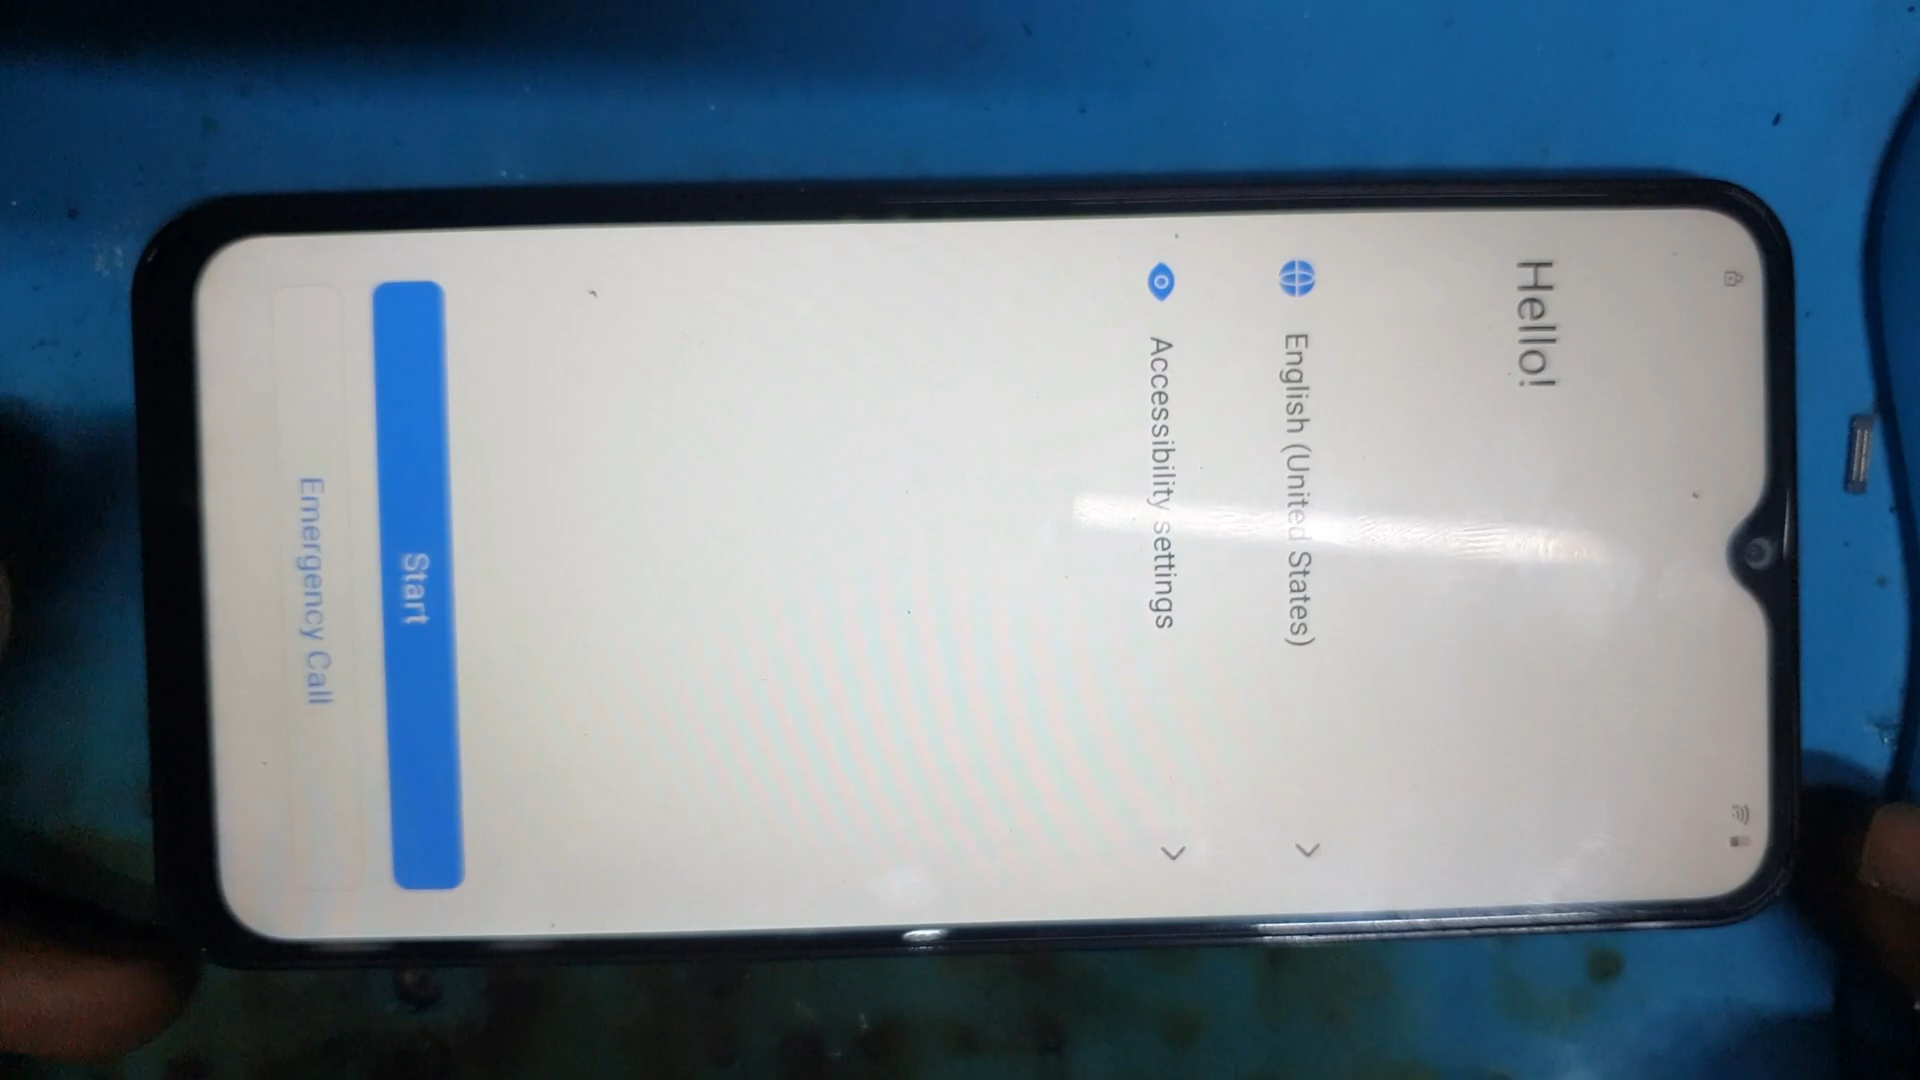 Hello!
English (United States)
Accessibility settings
Start
Emergency Call